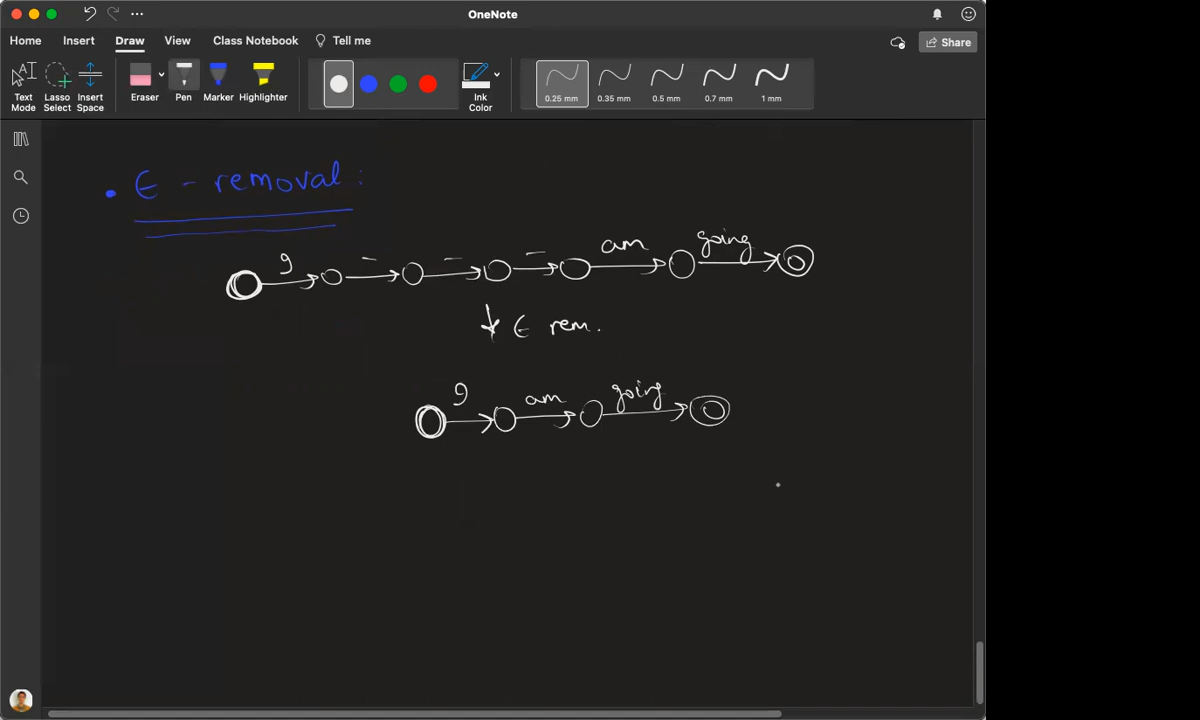 OneNote
Home Insert Draw View Class Notebook Tell me Share
Text Mode Lasso Select Insert Space Eraser Pen Marker Highlighter Ink Color 0.25 mm 0.35 mm 0.5 mm 0.7 mm 1 mm
• ∈ - removal:
I - - - am going
↓ ∈ rem.
I am going